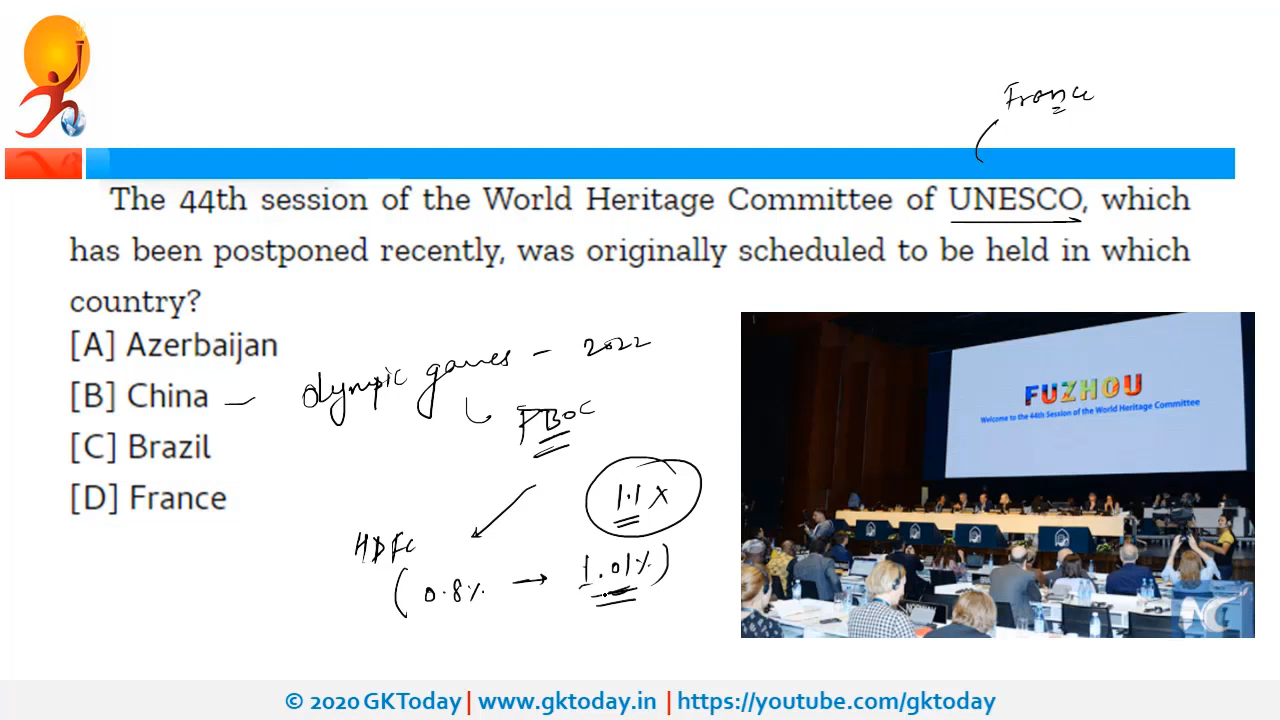 France
The 44th session of the World Heritage Committee of UNESCO, which
has been postponed recently, was originally scheduled to be held in which
country?
[A] Azerbaijan
[B] China
[C] Brazil
[D] France
Olympic games - 2022
PBOC
1.1 X
HDFC
(0.8% → 1.01%)
FUZHOU
Welcome to the 44th Session of the World Heritage Committee
© 2020 GKToday | www.gktoday.in | https://youtube.com/gktoday